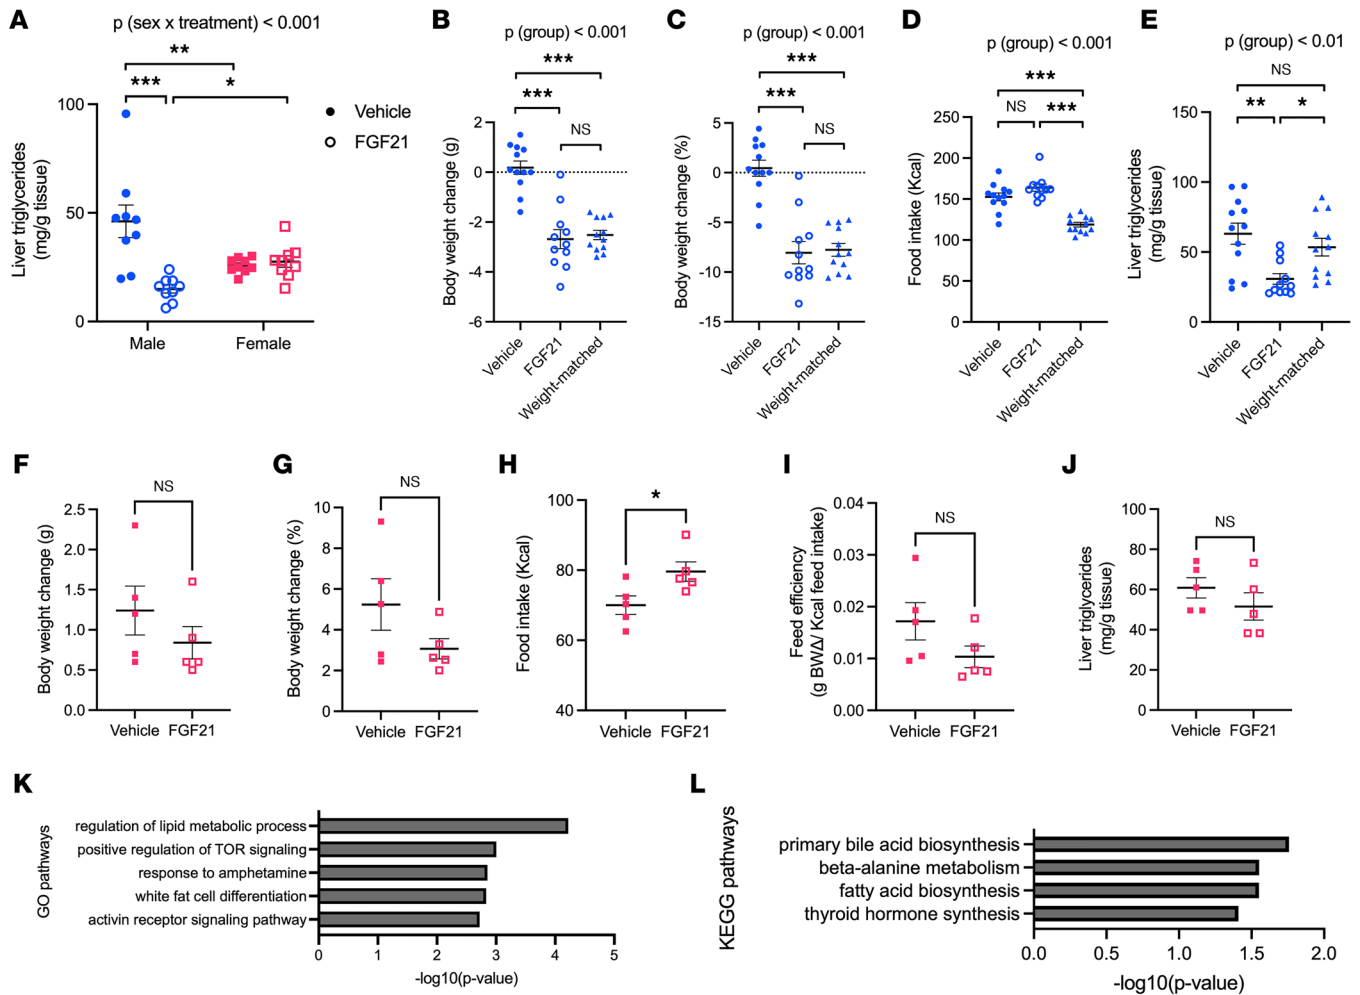 A
p (sex x treatment) < 0.001
**
***
*
Vehicle
FGF21
Liver triglycerides
(mg/g tissue)
100
50
0
Male
Female
B
p (group) < 0.001
***
***
NS
Body weight change (g)
2
0
-2
-4
-6
Vehicle
FGF21
Weight-matched
C
p (group) < 0.001
***
***
NS
Body weight change (%)
5
0
-5
-10
-15
Vehicle
FGF21
Weight-matched
D
p (group) < 0.001
***
NS
***
Food intake (Kcal)
250
200
150
100
50
0
Vehicle
FGF21
Weight-matched
E
p (group) < 0.01
NS
**
*
Liver triglycerides
(mg/g tissue)
150
100
50
0
Vehicle
FGF21
Weight-matched
F
NS
Body weight change (g)
2.5
2.0
1.5
1.0
0.5
0.0
Vehicle
FGF21
G
NS
Body weight change (%)
10
8
6
4
2
0
Vehicle
FGF21
H
*
Food intake (Kcal)
100
80
60
40
Vehicle
FGF21
I
NS
Feed efficiency
(g BWΔ/ Kcal feed intake)
0.04
0.03
0.02
0.01
0.00
Vehicle
FGF21
J
NS
Liver triglycerides
(mg/g tissue)
100
80
60
40
20
0
Vehicle
FGF21
K
GO pathways
regulation of lipid metabolic process
positive regulation of TOR signaling
response to amphetamine
white fat cell differentiation
activin receptor signaling pathway
0
1
2
3
4
5
-log10(p-value)
L
KEGG pathways
primary bile acid biosynthesis
beta-alanine metabolism
fatty acid biosynthesis
thyroid hormone synthesis
0.0
0.5
1.0
1.5
2.0
-log10(p-value)